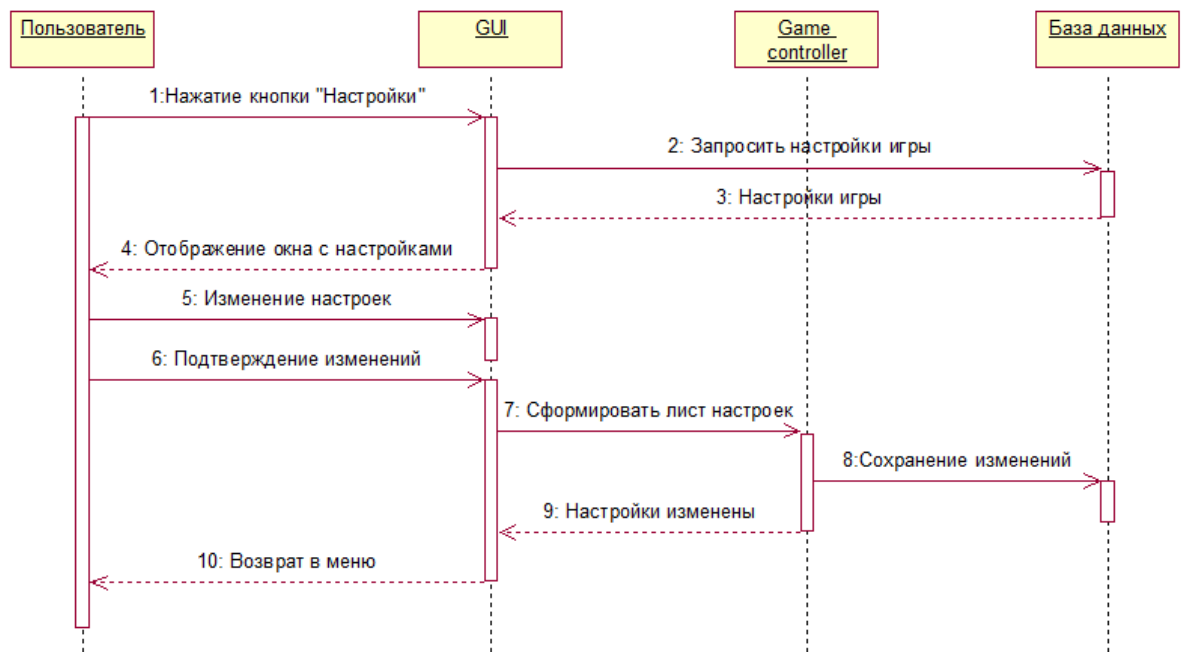 Пользователь
GUI
Game
controller
База данных
1:Нажатие кнопки "Настройки"
2: Запросить настройки игры
3: Настройки игры
4: Отображение окна с настройками
5: Изменение настроек
6: Подтверждение изменений
7: Сформировать лист настроек
8:Сохранение изменений
9: Настройки изменены
10: Возврат в меню